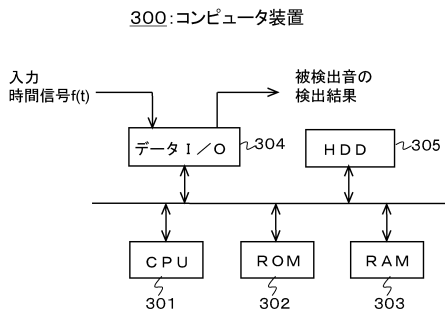 300:コンピュータ装置
入力
時間信号f(t)
被検出音の
検出結果
データI/O
304
HDD
305
CPU
ROM
RAM
301
302
303